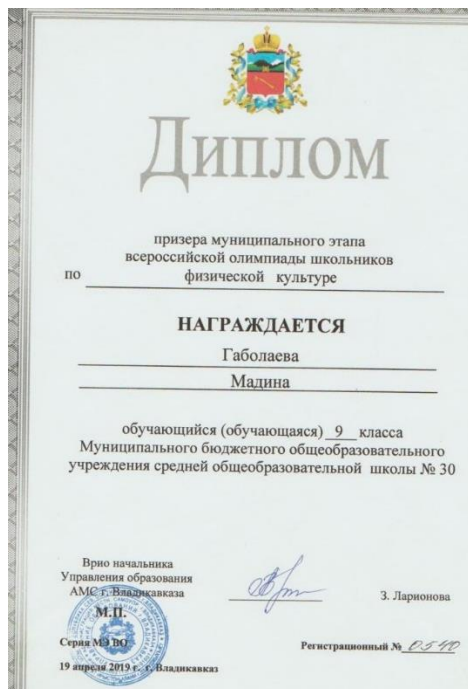 Диплом
призера муниципального этапа
всероссийской олимпиады школьников
по физической культуре
НАГРАЖДАЕТСЯ
Габолаева
Мадина
обучающийся (обучающаяся) 9 класса
Муниципального бюджетного общеобразовательного
учреждения средней общеобразовательной школы № 30
Врио начальника
Управления образования
АМС г. Владикавказа
З. Ларионова
М.П.
Серия МЭ ВО
Регистрационный № 0540
19 апреля 2019 г. г. Владикавказ